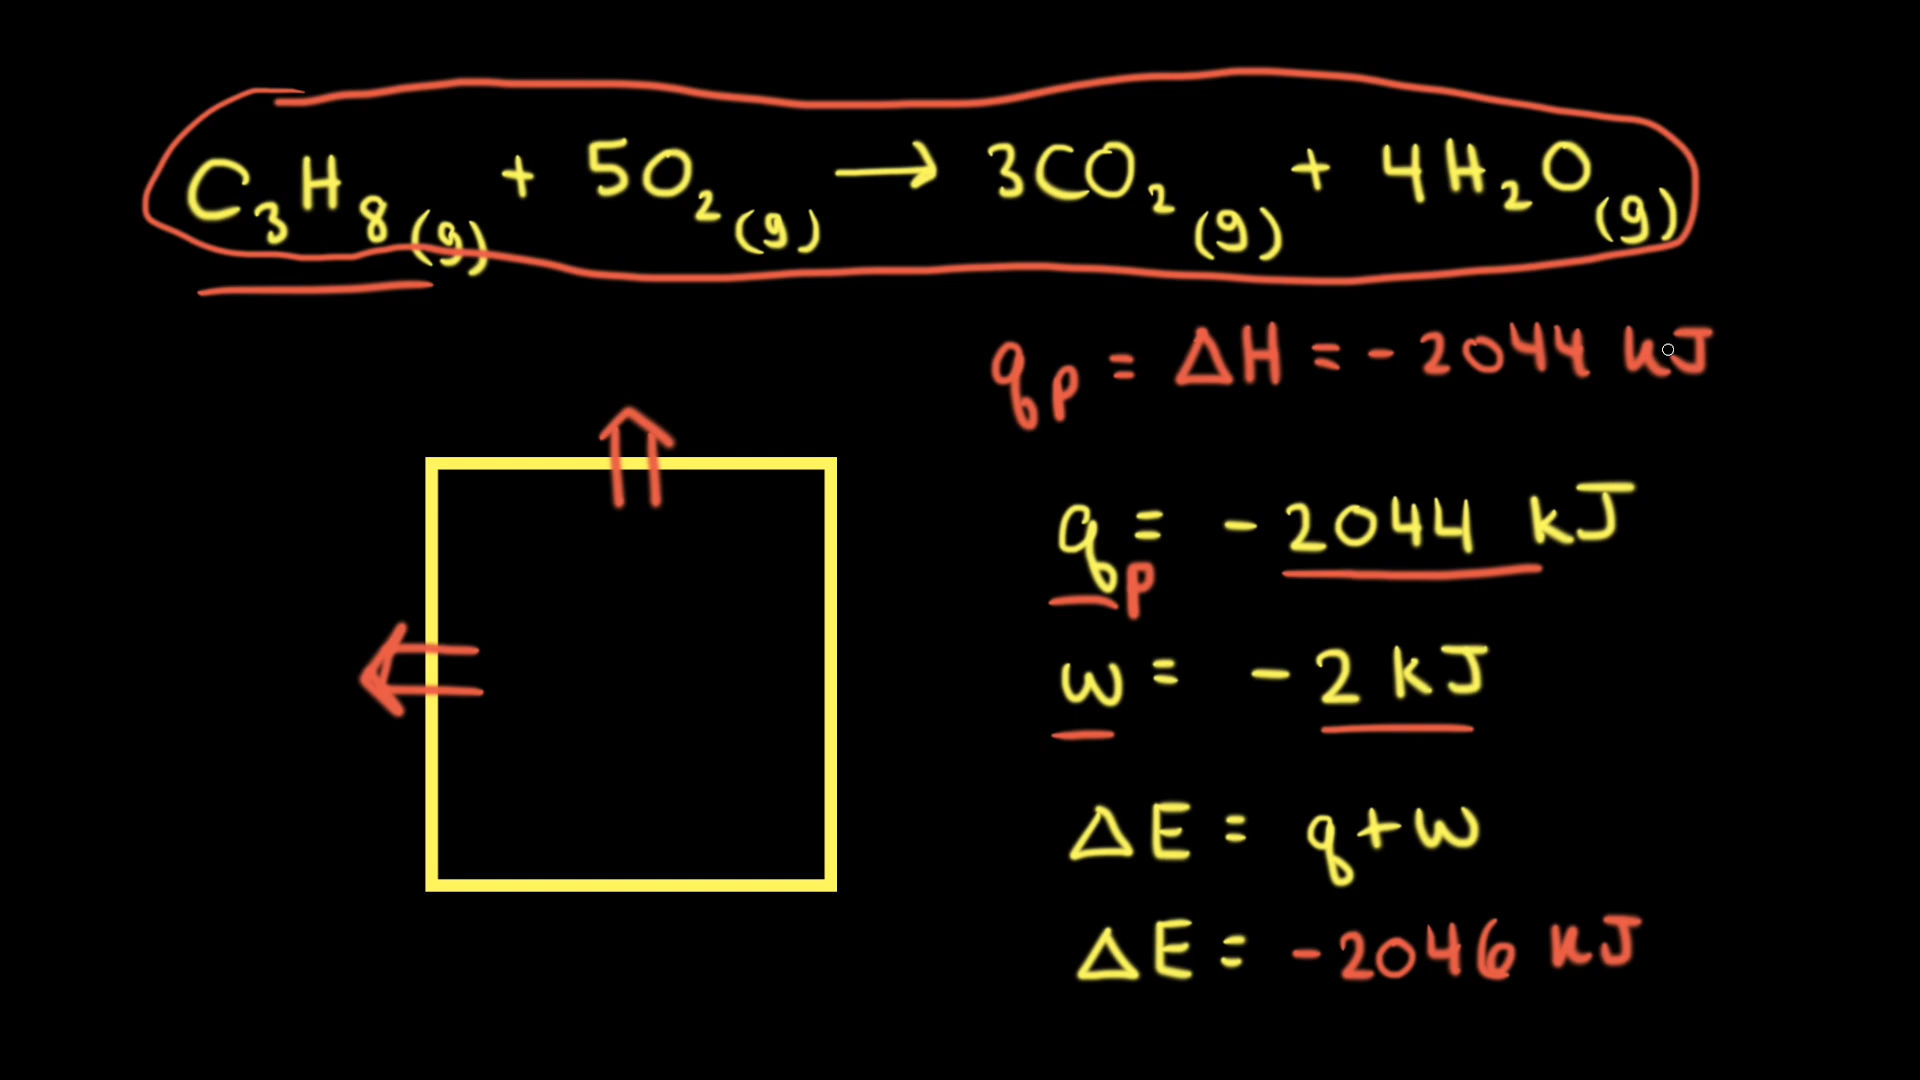 C₃H₈(g) + 5O₂(g) → 3CO₂(g) + 4H₂O(g)
qₚ = ΔH = -2044 kJ
qₚ = -2044 kJ
w = -2 kJ
ΔE = q+w
ΔE = -2046 kJ